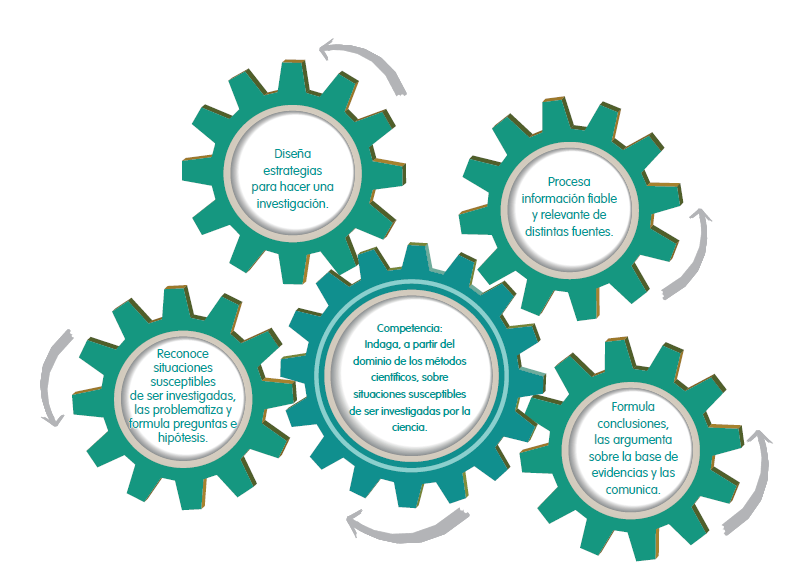 Diseña
estrategias
para hacer una
investigación.
Procesa
información fiable
y relevante de
distintas fuentes.
Competencia:
Indaga, a partir del
dominio de los métodos
científicos, sobre
situaciones susceptibles
de ser investigadas por la
ciencia.
Reconoce
situaciones
susceptibles
de ser investigadas,
las problematiza y
formula preguntas e
hipótesis.
Formula
conclusiones,
las argumenta
sobre la base de
evidencias y las
comunica.